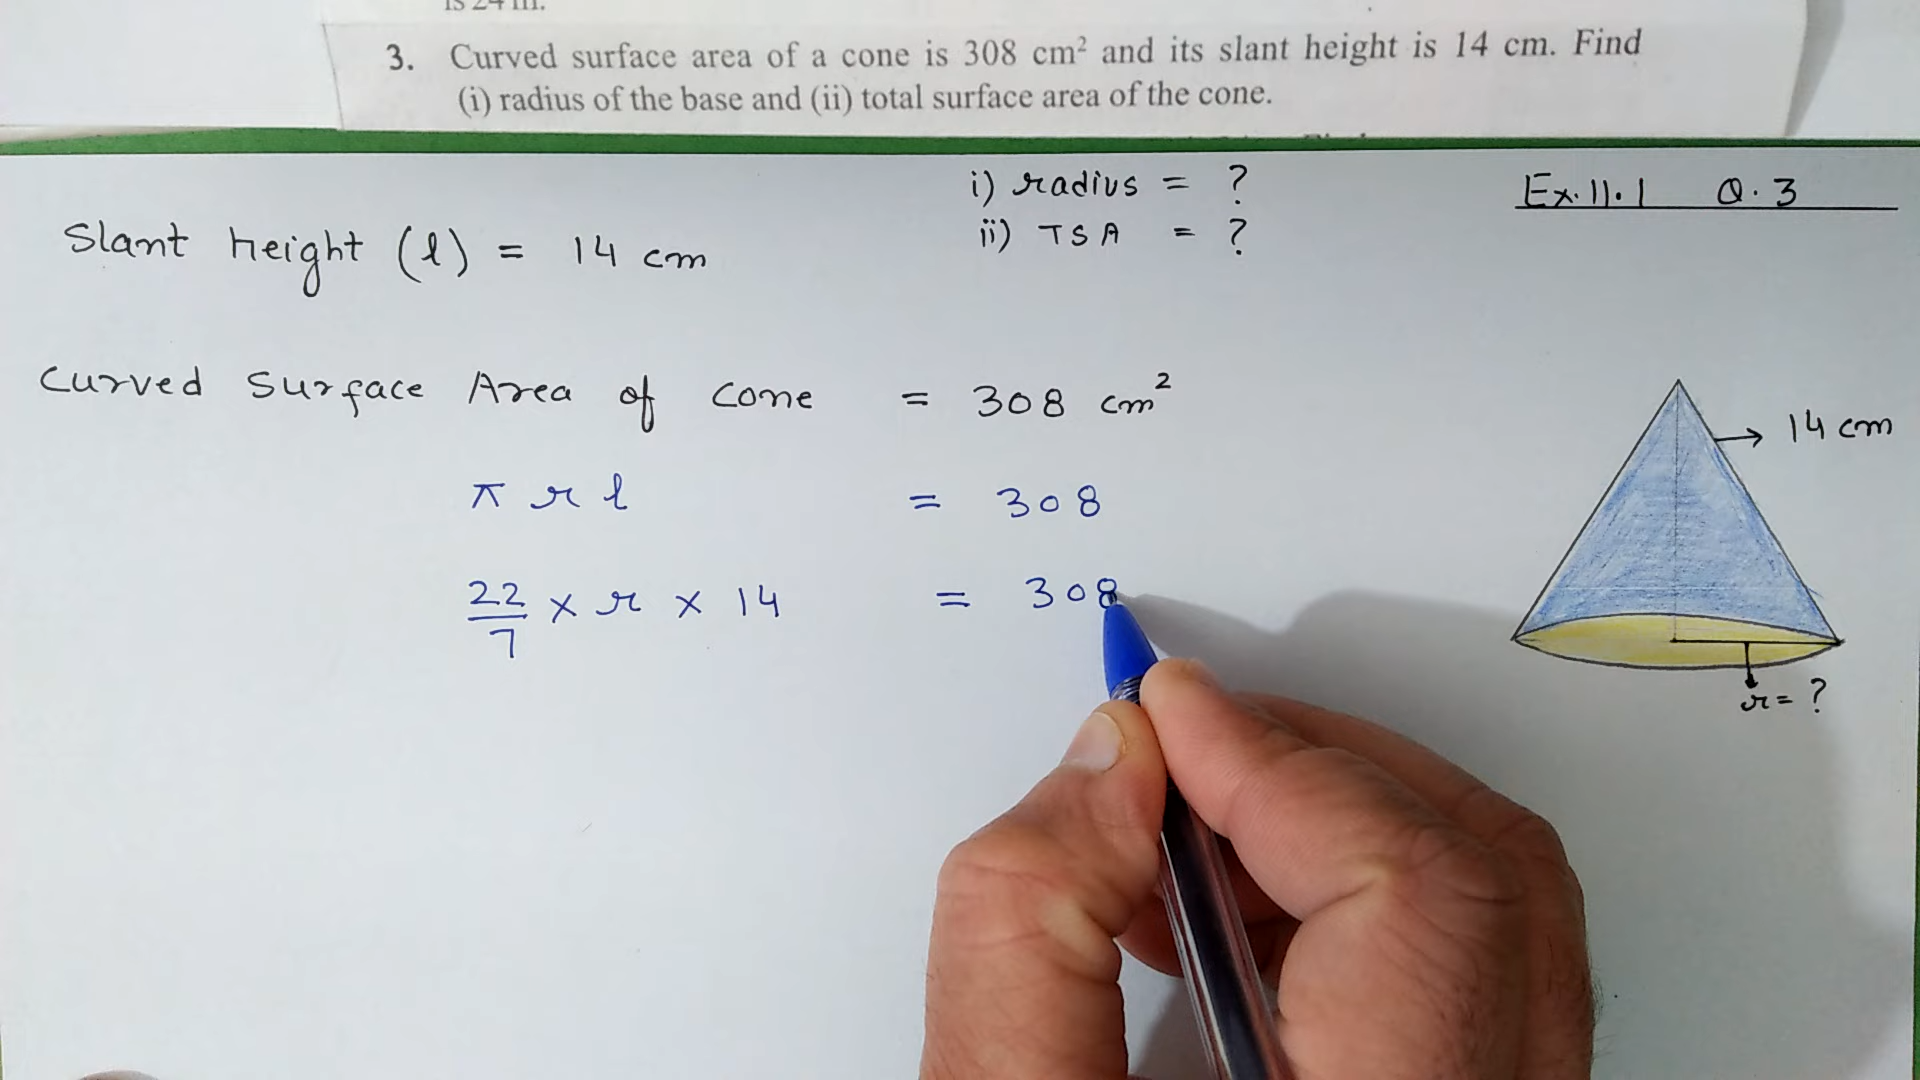 is 24 m.
3. Curved surface area of a cone is 308 cm² and its slant height is 14 cm. Find
(i) radius of the base and (ii) total surface area of the cone.
i) radius = ?
ii) TSA = ?
Ex. 11.1 Q. 3
Slant height (l) = 14 cm
Curved Surface Area of cone = 308 cm²
π r l = 308
22/7 × r × 14 = 308
14 cm
r = ?